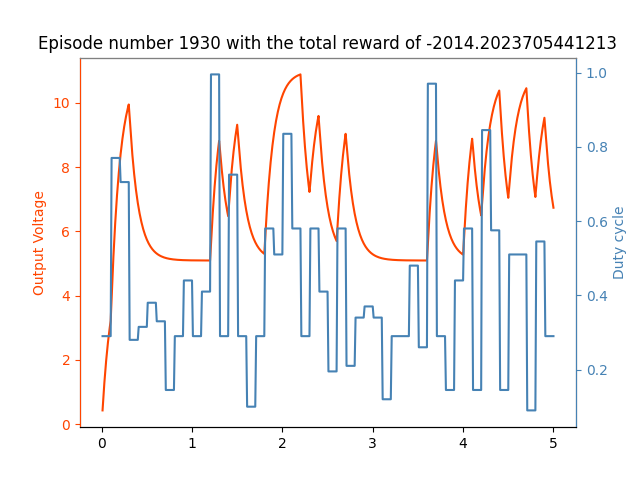 Episode number 1930 with the total reward of -2014.2023705441213
10
8
6
4
2
0
Output Voltage
1.0
0.8
0.6
0.4
0.2
Duty cycle
0 1 2 3 4 5